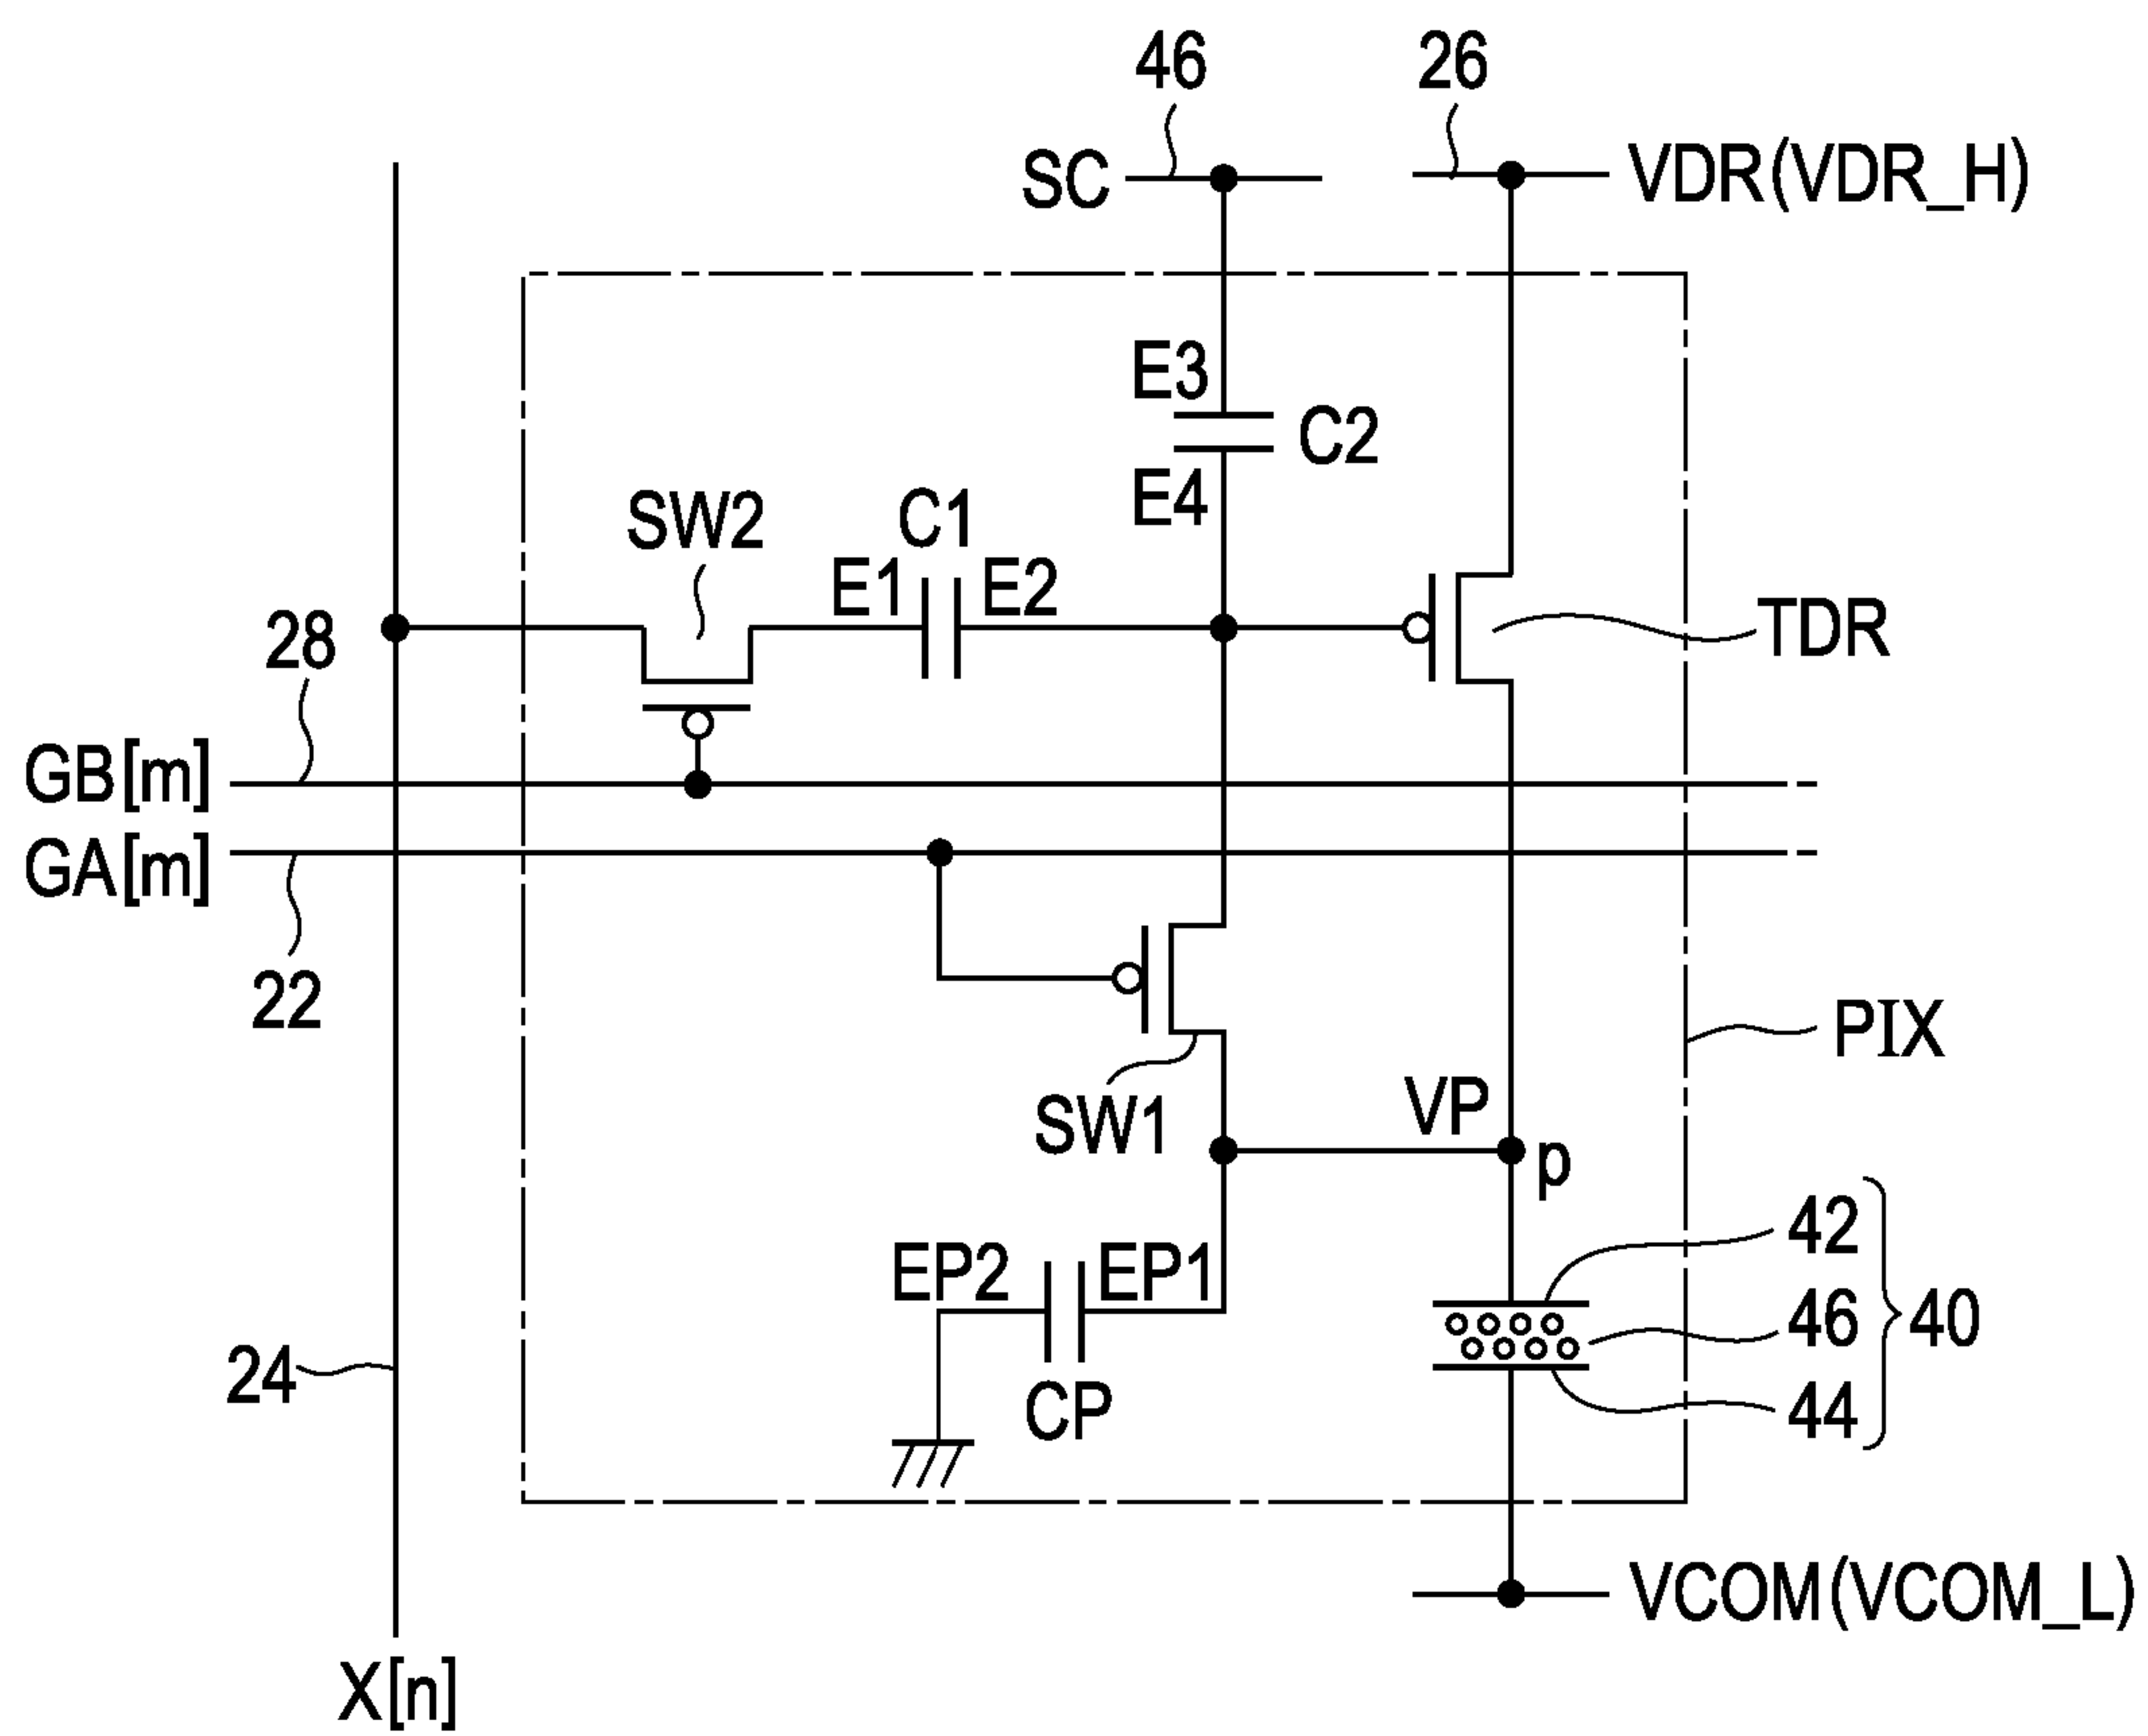 46
26
SC
VDR(VDR_H)
E3
C2
E4
SW2
C1
E1
E2
28
TDR
GB[m]
GA[m]
22
PIX
SW1
VP
p
42
EP2
EP1
46
40
24
CP
44
VCOM(VCOM_L)
X[n]